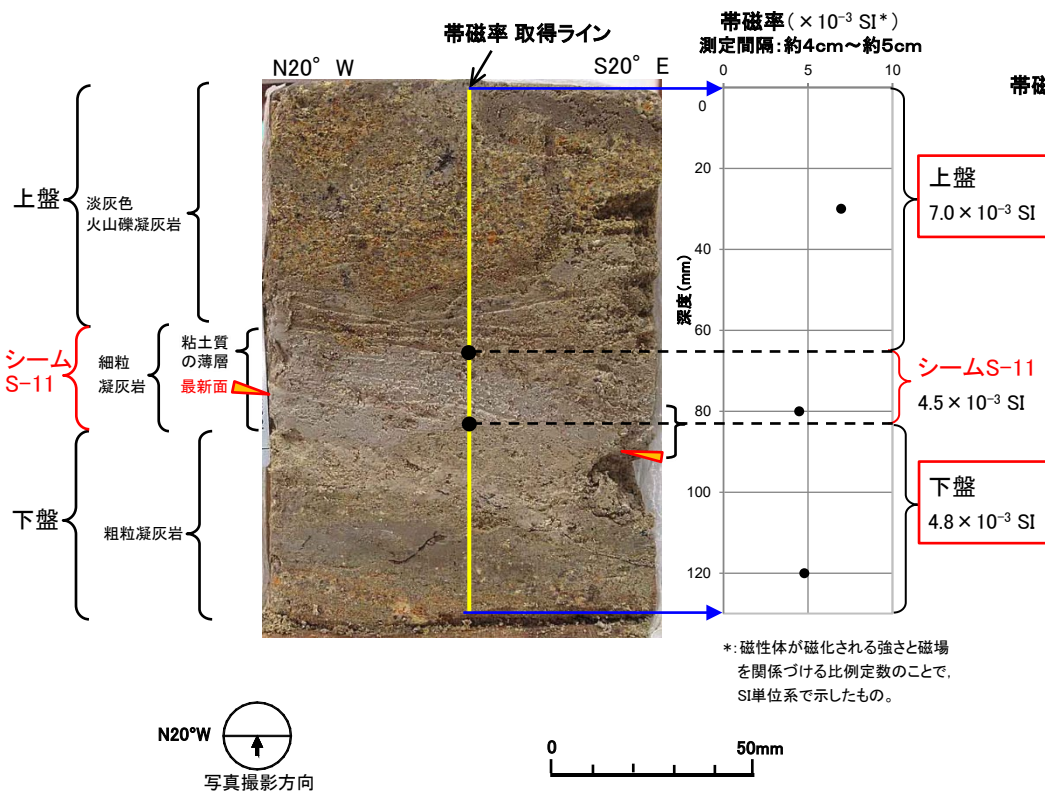 帯磁率 取得ライン
N20° W
S20° E
帯磁率(×10⁻³ SI*)
測定間隔:約4cm~約5cm
0 5 10
帯磁
上盤
淡灰色
火山礫凝灰岩
シーム
S-11
細粒
凝灰岩
粘土質
の薄層
最新面
下盤
粗粒凝灰岩
深度(mm)
0
20
40
60
80
100
120
上盤
7.0×10⁻³ SI
シームS-11
4.5×10⁻³ SI
下盤
4.8×10⁻³ SI
*:磁性体が磁化される強さと磁場
を関係づける比例定数のことで,
SI単位系で示したもの。
N20°W
写真撮影方向
0 50mm